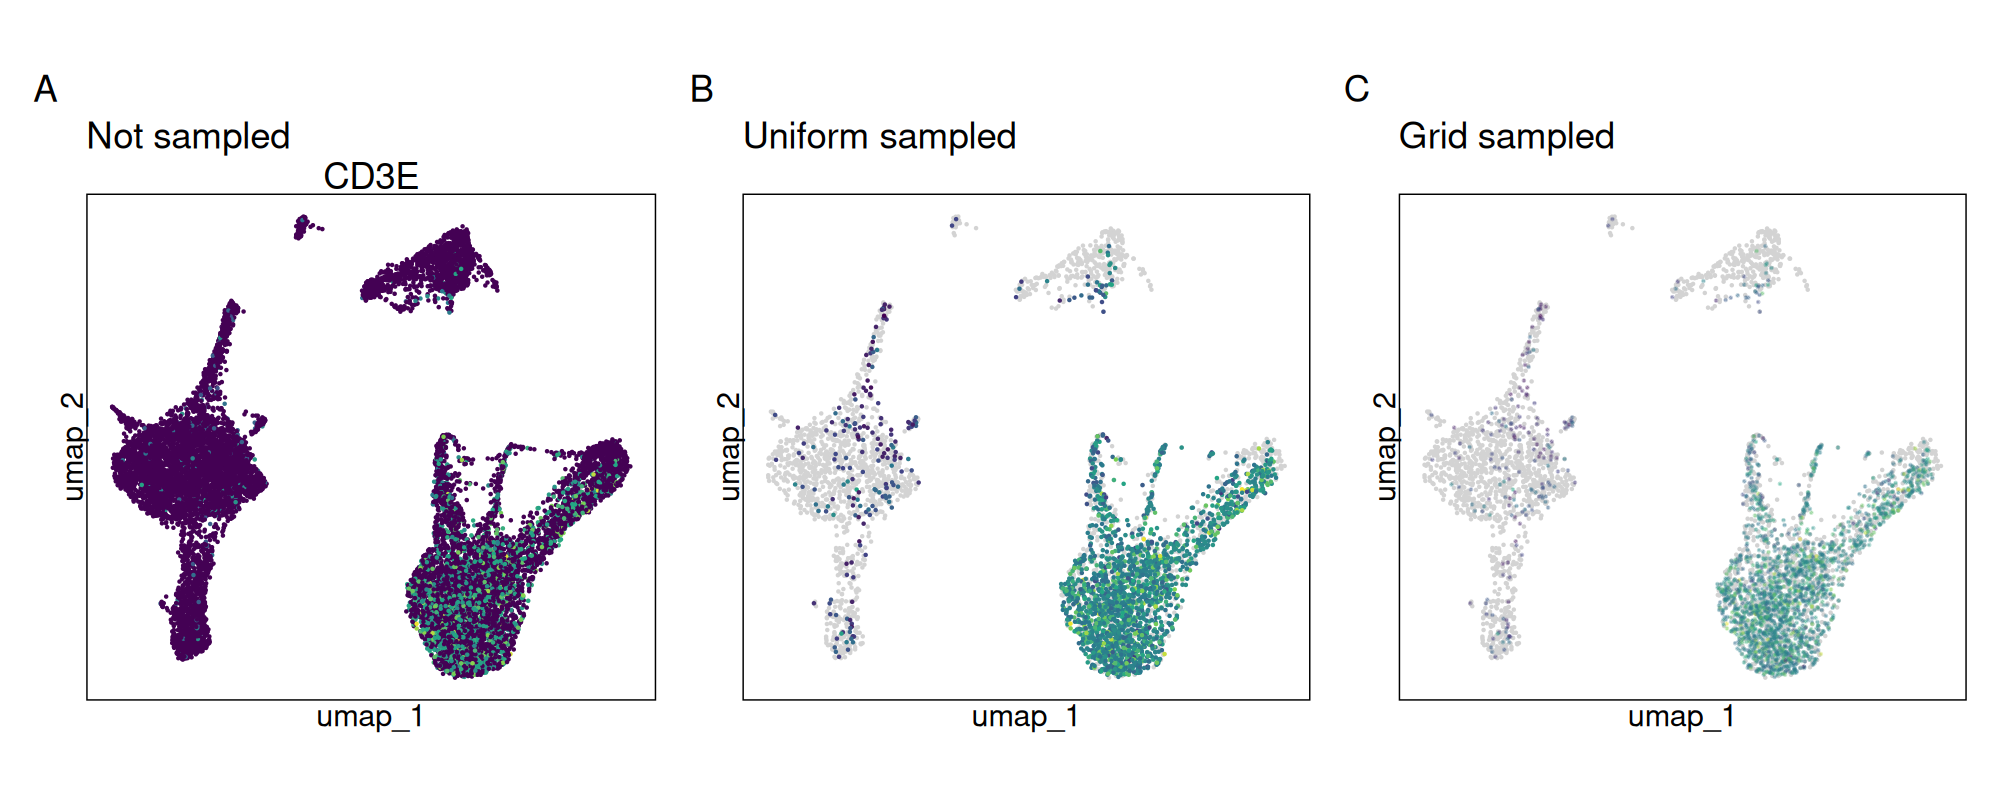 A
Not sampled
CD3E
umap_2
umap_1
B
Uniform sampled
umap_2
umap_1
C
Grid sampled
umap_2
umap_1